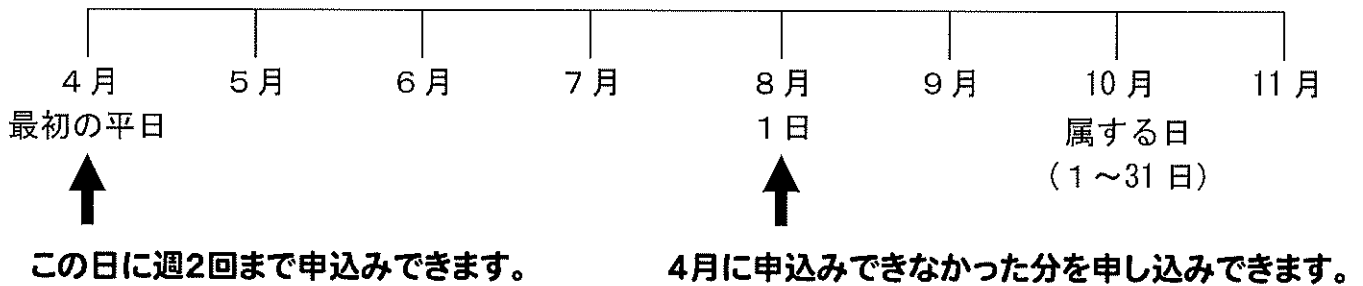 4月 5月 6月 7月 8月 9月 10月 11月
最初の平日 1日 属する日
(1～31日)
この日に週2回まで申込みできます。 4月に申込みできなかった分を申し込みできます。